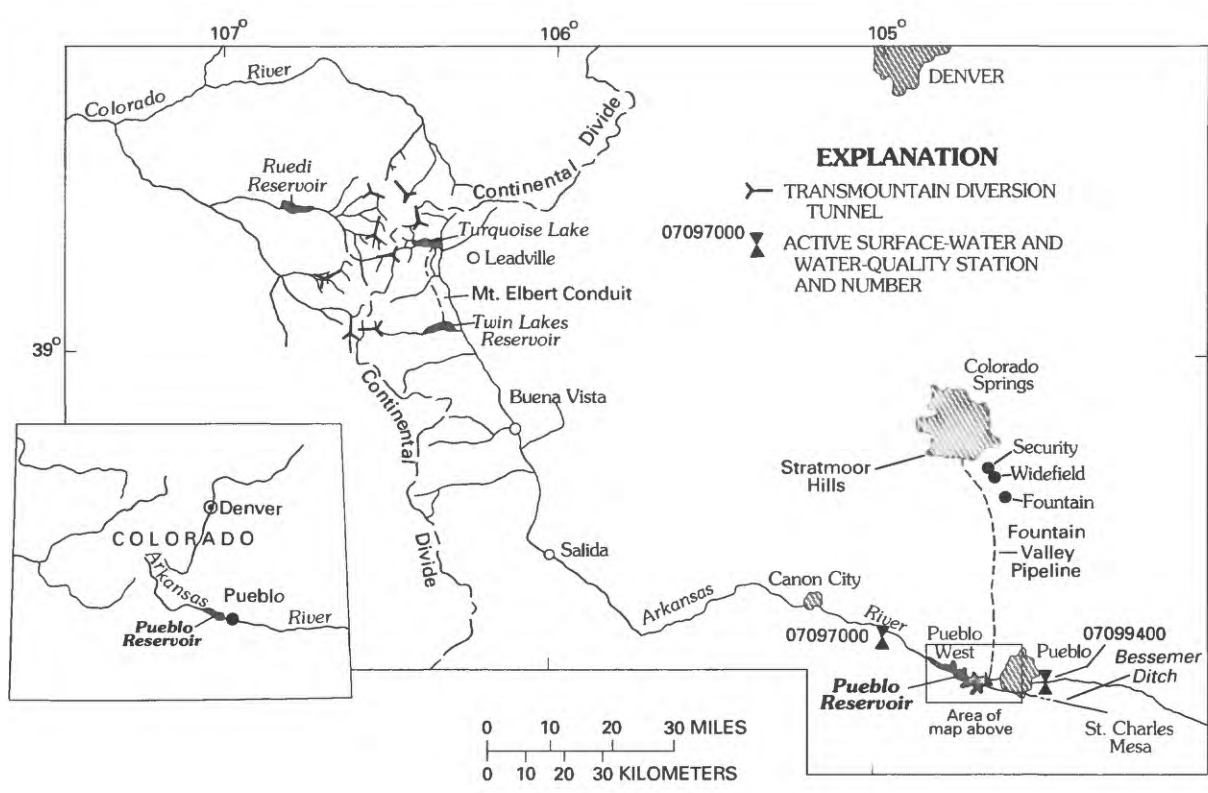 107°
106°
105°
Colorado
River
DENVER
Continental
Divide
EXPLANATION
TRANSMOUNTAIN DIVERSION
TUNNEL
07097000
ACTIVE SURFACE-WATER AND
WATER-QUALITY STATION
AND NUMBER
Ruedi
Reservoir
Turquoise Lake
Leadville
Mt. Elbert Conduit
Twin Lakes
Reservoir
39°
Continental
Divide
Buena Vista
Salida
Colorado
Springs
Stratmoor
Hills
Security
Widefield
Fountain
Fountain
Valley
Pipeline
Denver
COLORADO
Arkansas
River
Pueblo
Pueblo
Reservoir
Arkansas
River
Canon City
07097000
Pueblo
West
Pueblo
07099400
Bessemer
Ditch
Pueblo
Reservoir
Area of
map above
St. Charles
Mesa
0 10 20 30 MILES
0 10 20 30 KILOMETERS